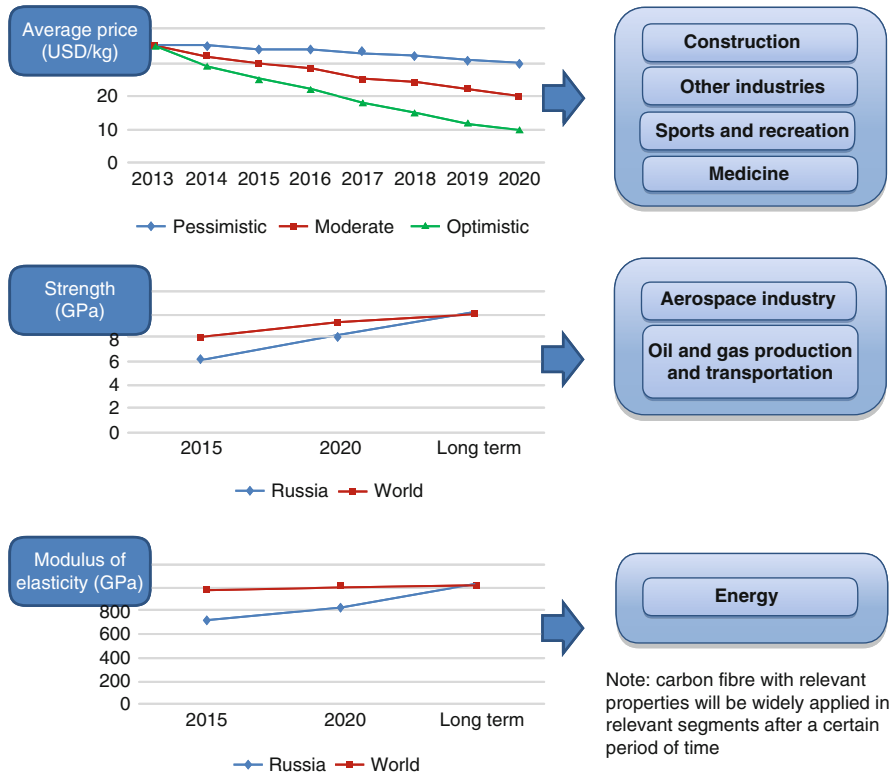 Average price
(USD/kg)
20
10
0
2013 2014 2015 2016 2017 2018 2019 2020
Pessimistic Moderate Optimistic
Construction
Other industries
Sports and recreation
Medicine
Strength
(GPa)
8
6
4
2
0
2015 2020 Long term
Russia World
Aerospace industry
Oil and gas production
and transportation
Modulus of
elasticity (GPa)
800
600
400
200
0
2015 2020 Long term
Russia World
Energy
Note: carbon fibre with relevant
properties will be widely applied in
relevant segments after a certain
period of time